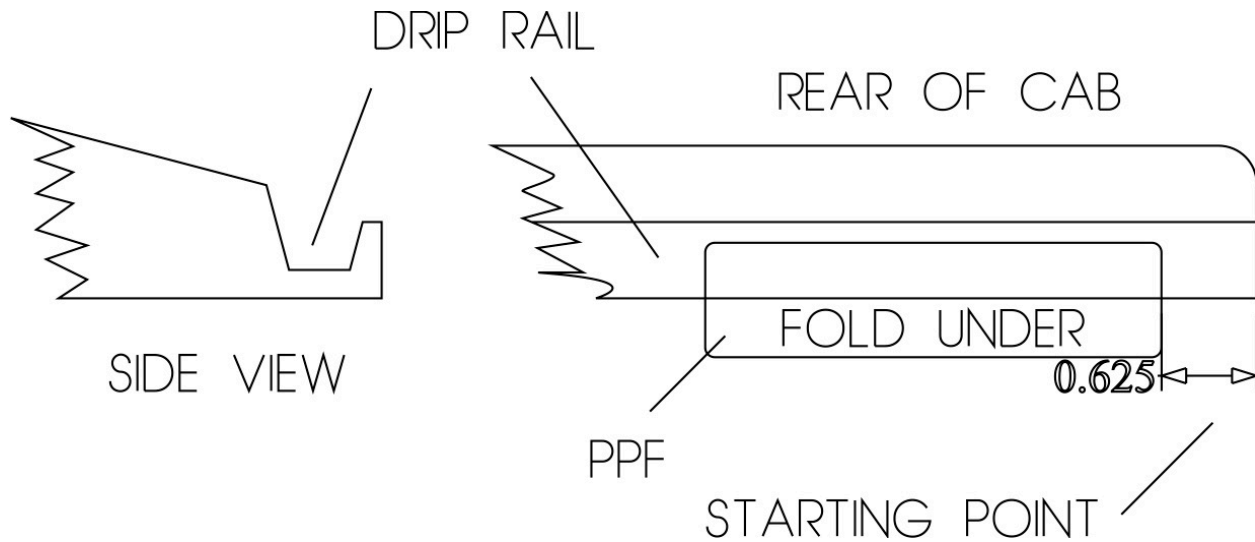 DRIP RAIL
REAR OF CAB
FOLD UNDER
SIDE VIEW
0.625
PPF
STARTING POINT